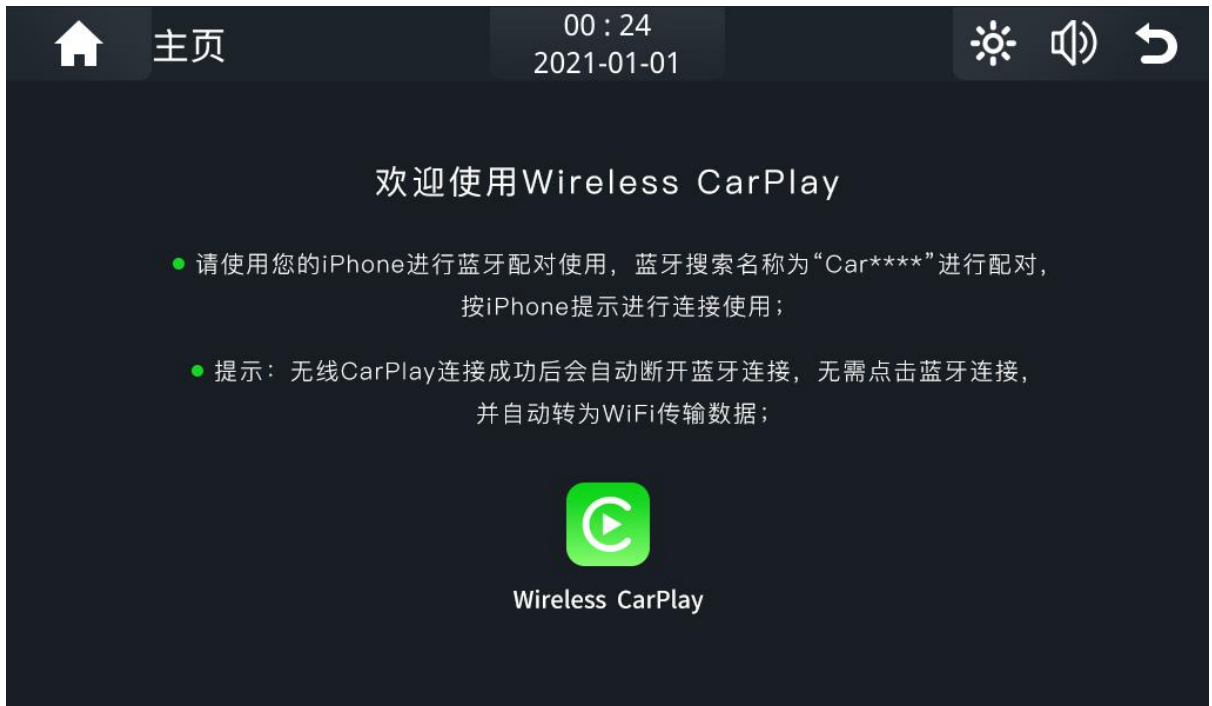 主页
00 : 24
2021-01-01
欢迎使用Wireless CarPlay
● 请使用您的iPhone进行蓝牙配对使用，蓝牙搜索名称为“Car****”进行配对，
按iPhone提示进行连接使用；
● 提示：无线CarPlay连接成功后会自动断开蓝牙连接，无需点击蓝牙连接，
并自动转为WiFi传输数据；
Wireless CarPlay